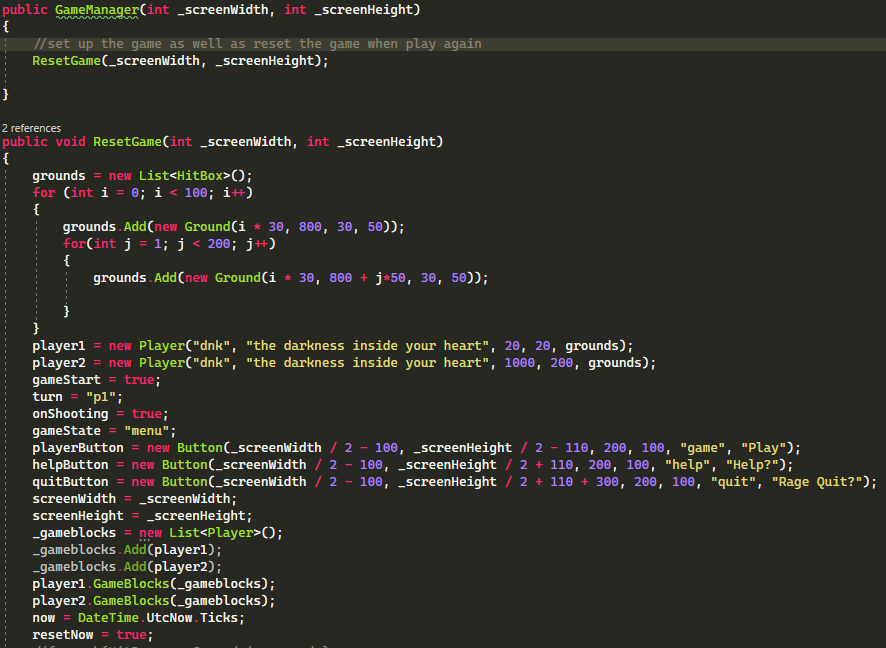 public GameManager(int _screenWidth, int _screenHeight)
{
//set up the game as well as reset the game when play again
ResetGame(_screenWidth, _screenHeight);
}
2 references
public void ResetGame(int _screenWidth, int _screenHeight)
{
grounds = new List<HitBox>();
for (int i = 0; i < 100; i++)
{
grounds.Add(new Ground(i * 30, 800, 30, 50));
for(int j = 1; j < 200; j++)
{
grounds.Add(new Ground(i * 30, 800 + j*50, 30, 50));
}
}
player1 = new Player("dnk", "the darkness inside your heart", 20, 20, grounds);
player2 = new Player("dnk", "the darkness inside your heart", 1000, 200, grounds);
gameStart = true;
turn = "p1";
onShooting = true;
gameState = "menu";
playerButton = new Button(_screenWidth / 2 - 100, _screenHeight / 2 - 110, 200, 100, "game", "Play");
helpButton = new Button(_screenWidth / 2 - 100, _screenHeight / 2 + 110, 200, 100, "help", "Help?");
quitButton = new Button(_screenWidth / 2 - 100, _screenHeight / 2 + 110 + 300, 200, 100, "quit", "Rage Quit?");
screenWidth = _screenWidth;
screenHeight = _screenHeight;
_gameblocks = new List<Player>();
_gameblocks.Add(player1);
_gameblocks.Add(player2);
player1.GameBlocks(_gameblocks);
player2.GameBlocks(_gameblocks);
now = DateTime.UtcNow.Ticks;
resetNow = true;